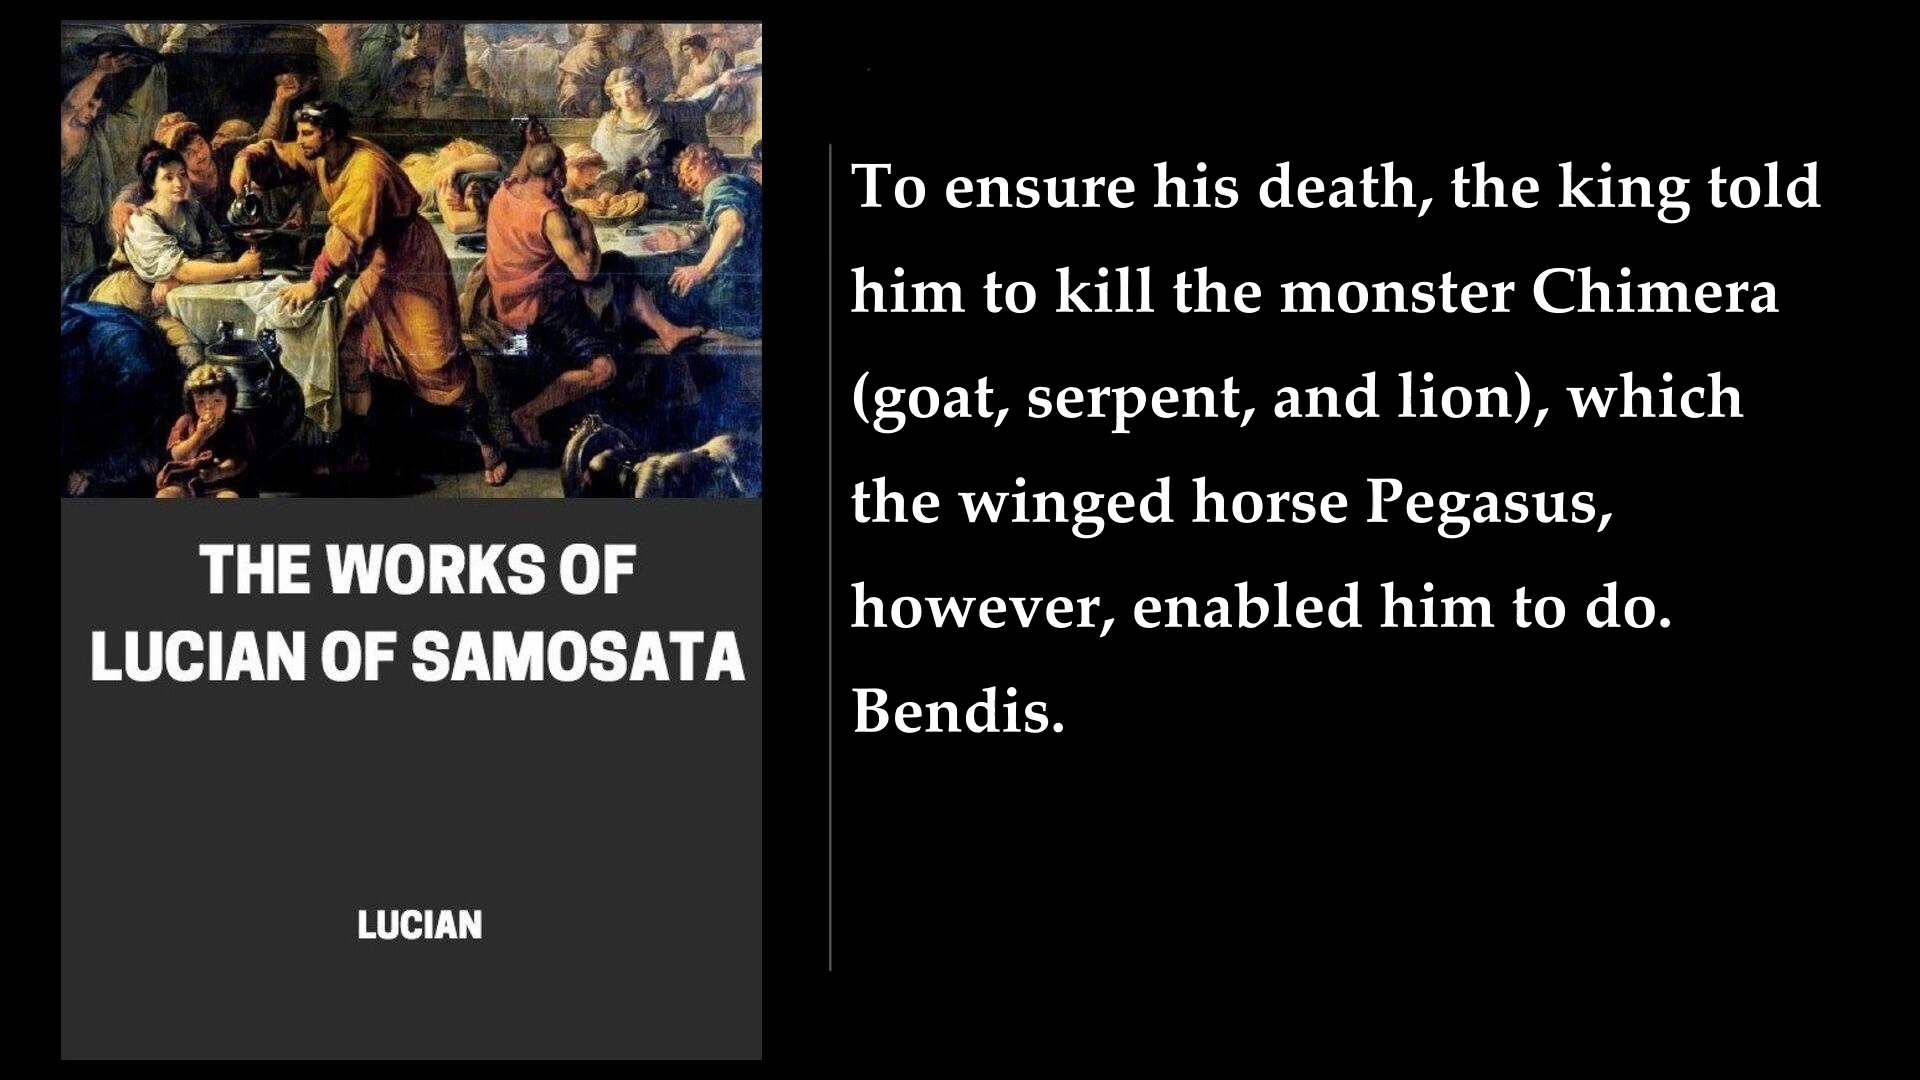 THE WORKS OF
LUCIAN OF SAMOSATA
LUCIAN
To ensure his death, the king told
him to kill the monster Chimera
(goat, serpent, and lion), which
the winged horse Pegasus,
however, enabled him to do.
Bendis.